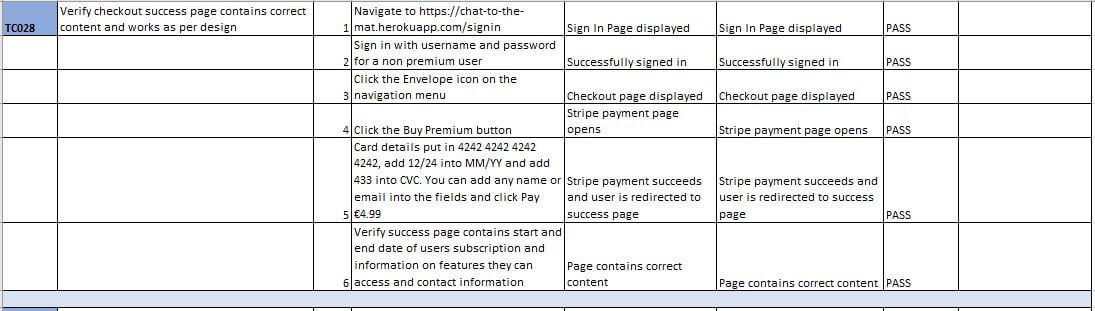 TC028 Verify checkout success page contains correct
content and works as per design
1 Navigate to https://chat-to-the-
mat.herokuapp.com/signin Sign In Page displayed Sign In Page displayed PASS
2 Sign in with username and password
for a non premium user Successfully signed in Successfully signed in PASS
3 Click the Envelope icon on the
navigation menu Checkout page displayed Checkout page displayed PASS
4 Click the Buy Premium button Stripe payment page
opens Stripe payment page opens PASS
5 Card details put in 4242 4242 4242
4242, add 12/24 into MM/YY and add
433 into CVC. You can add any name or
email into the fields and click Pay
€4.99
Stripe payment succeeds
and user is redirected to
success page
Stripe payment succeeds and
user is redirected to success
page
PASS
6 Verify success page contains start and
end date of users subscription and
information on features they can
access and contact information
Page contains correct
content
Page contains correct content PASS